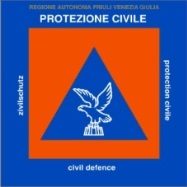 REGIONE AUTONOMA FRIULI VENEZIA GIULIA
PROTEZIONE CIVILE
zivilschutz
protection civile
civil defence